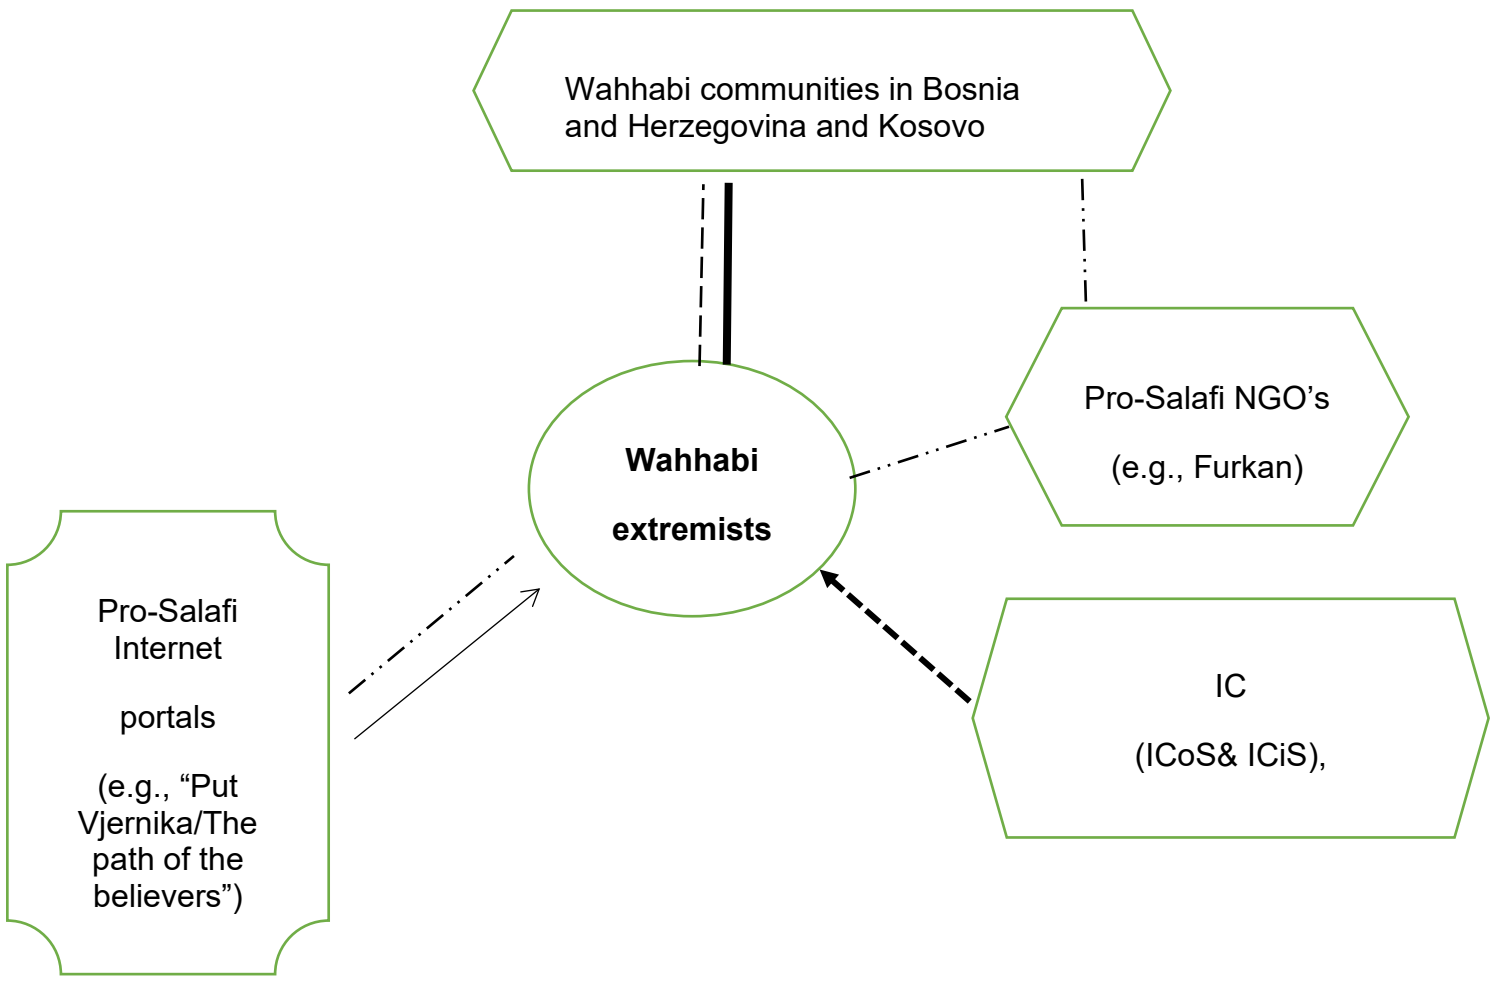 Wahhabi communities in Bosnia
and Herzegovina and Kosovo
Pro-Salafi NGO’s
(e.g., Furkan)
Wahhabi
extremists
Pro-Salafi
Internet
portals
(e.g., “Put
Vjernika/The
path of the
believers”)
IC
(ICoS& ICiS),